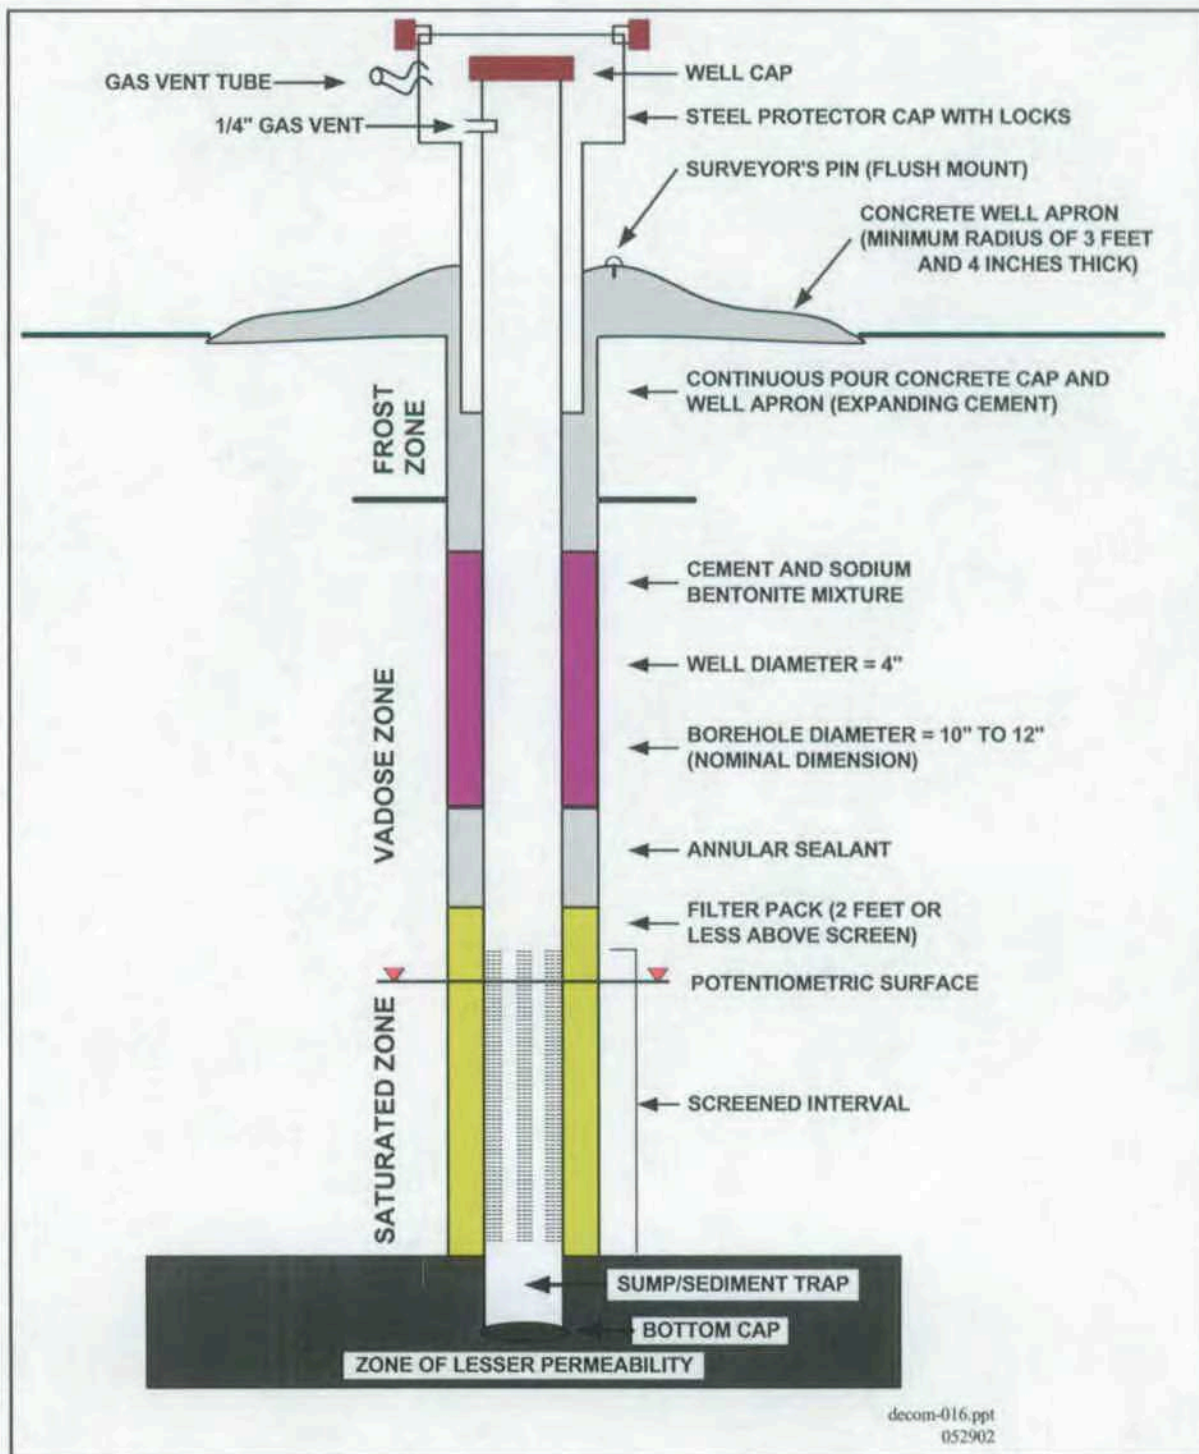 GAS VENT TUBE
1/4" GAS VENT
WELL CAP
STEEL PROTECTOR CAP WITH LOCKS
SURVEYOR'S PIN (FLUSH MOUNT)
CONCRETE WELL APRON
(MINIMUM RADIUS OF 3 FEET
AND 4 INCHES THICK)
CONTINUOUS POUR CONCRETE CAP AND
WELL APRON (EXPANDING CEMENT)
FROST
ZONE
CEMENT AND SODIUM
BENTONITE MIXTURE
WELL DIAMETER = 4"
BOREHOLE DIAMETER = 10" TO 12"
(NOMINAL DIMENSION)
VADOSE ZONE
ANNULAR SEALANT
FILTER PACK (2 FEET OR
LESS ABOVE SCREEN)
POTENTIOMETRIC SURFACE
SATURATED ZONE
SCREENED INTERVAL
SUMP/SEDIMENT TRAP
BOTTOM CAP
ZONE OF LESSER PERMEABILITY
decom-016.ppt
052902